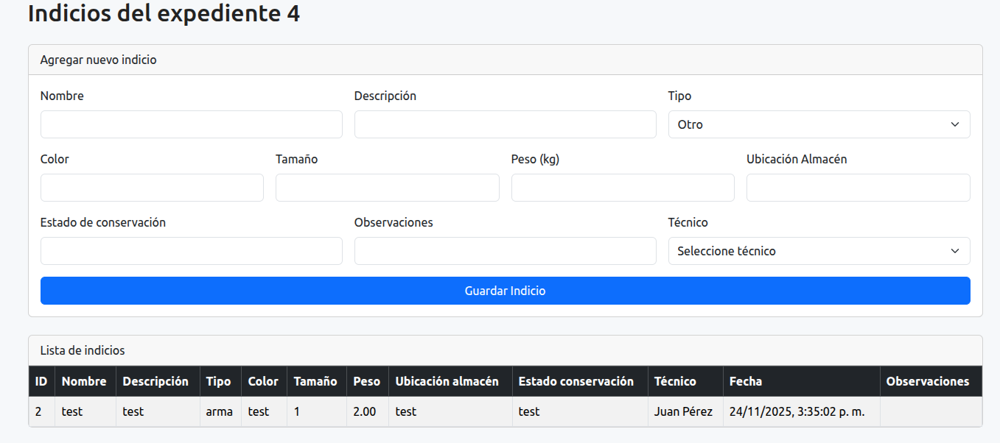 Indicios del expediente 4
Agregar nuevo indicio
Nombre Descripción Tipo
Otro
Color Tamaño Peso (kg) Ubicación Almacén
Estado de conservación Observaciones Técnico
Seleccione técnico
Guardar Indicio
Lista de indicios
ID Nombre Descripción Tipo Color Tamaño Peso Ubicación almacén Estado conservación Técnico Fecha Observaciones
2 test test arma test 1 2.00 test test Juan Pérez 24/11/2025, 3:35:02 p. m.